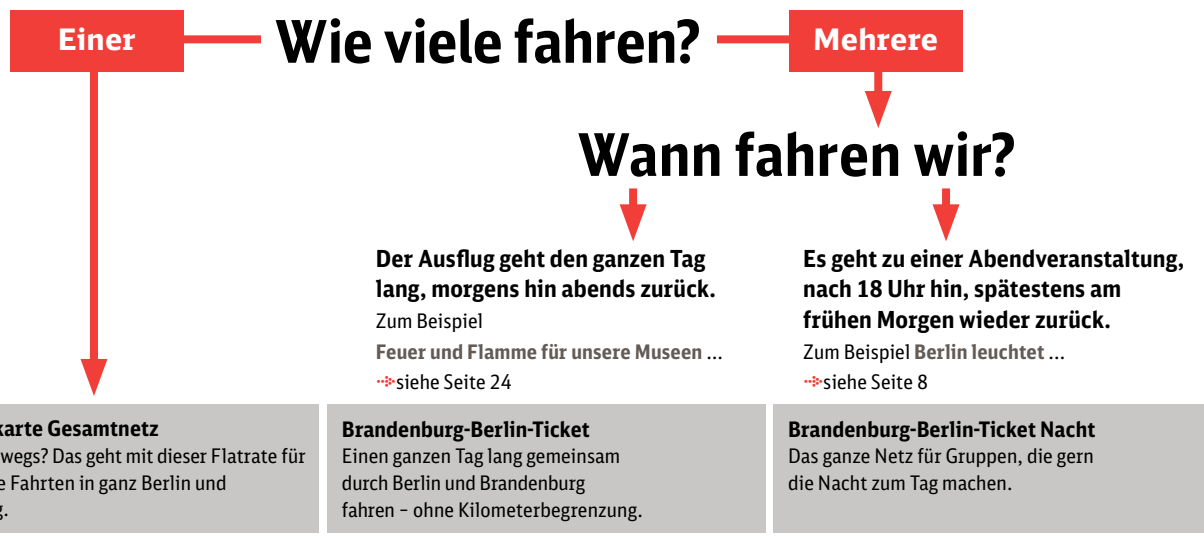 Einer
Wie viele fahren?
Mehrere
Wann fahren wir?
Der Ausflug geht den ganzen Tag
lang, morgens hin abends zurück.
Zum Beispiel
Feuer und Flamme für unsere Museen ...
siehe Seite 24
Es geht zu einer Abendveranstaltung,
nach 18 Uhr hin, spätestens am
frühen Morgen wieder zurück.
Zum Beispiel Berlin leuchtet ...
siehe Seite 8
karte Gesamtnetz
wegs? Das geht mit dieser Flatrate für
e Fahrten in ganz Berlin und
g.
Brandenburg-Berlin-Ticket
Einen ganzen Tag lang gemeinsam
durch Berlin und Brandenburg
fahren – ohne Kilometerbegrenzung.
Brandenburg-Berlin-Ticket Nacht
Das ganze Netz für Gruppen, die gern
die Nacht zum Tag machen.